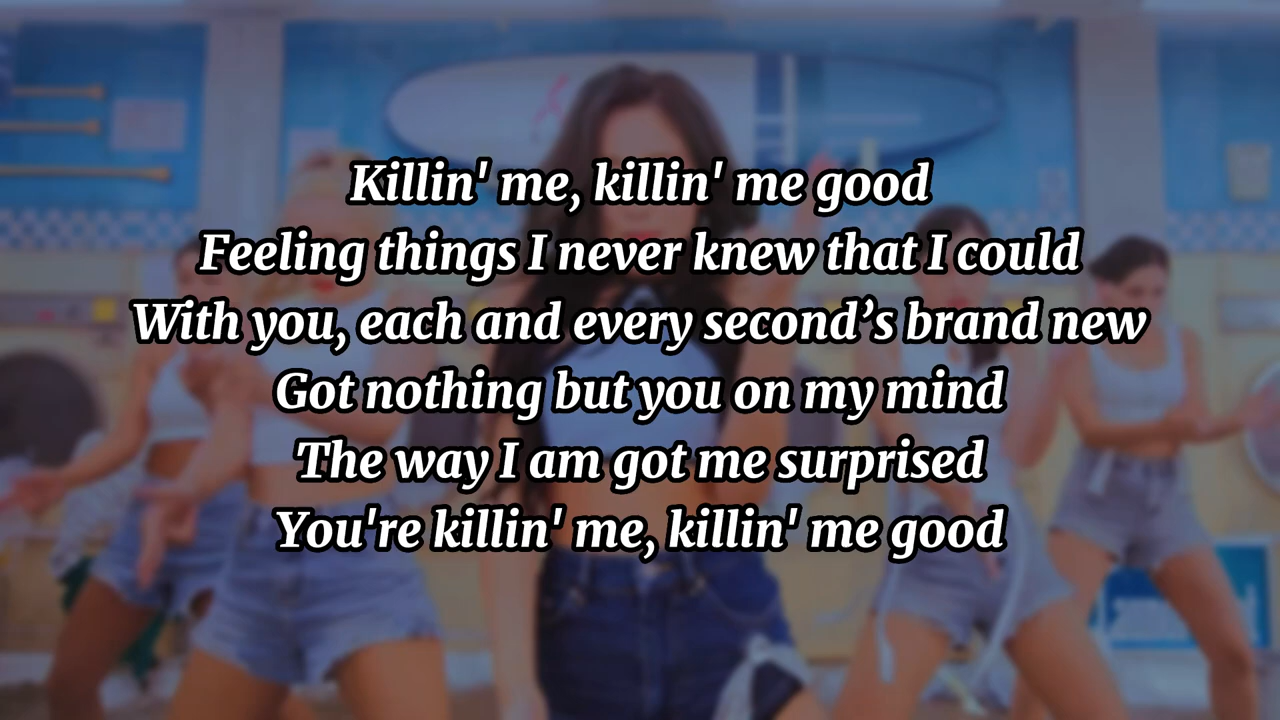 Killin' me, killin' me good
Feeling things I never knew that I could
With you, each and every second’s brand new
Got nothing but you on my mind
The way I am got me surprised
You're killin' me, killin' me good